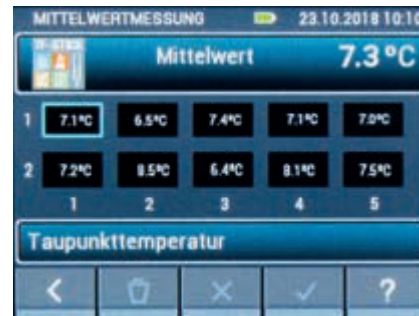 MITTELWERTMESSUNG 23.10.2018 10:10
Mittelwert 7.3 °C
1 7.1°C 6.5°C 7.4°C 7.1°C 7.0°C
2 7.2°C 8.5°C 6.4°C 8.1°C 7.5°C
1 2 3 4 5
Taupunkttemperatur
?